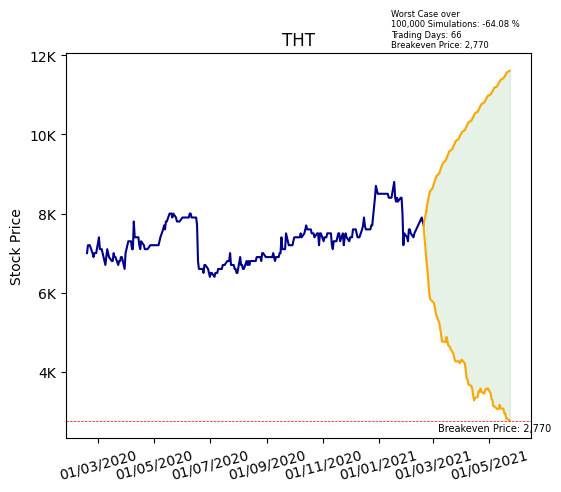 Worst Case over
100,000 Simulations: -64.08 %
Trading Days: 66
Breakeven Price: 2,770
THT
12K
10K
8K
6K
4K
Stock Price
Breakeven Price: 2,770
01/03/2020
01/05/2020
01/07/2020
01/09/2020
01/11/2020
01/01/2021
01/03/2021
01/05/2021